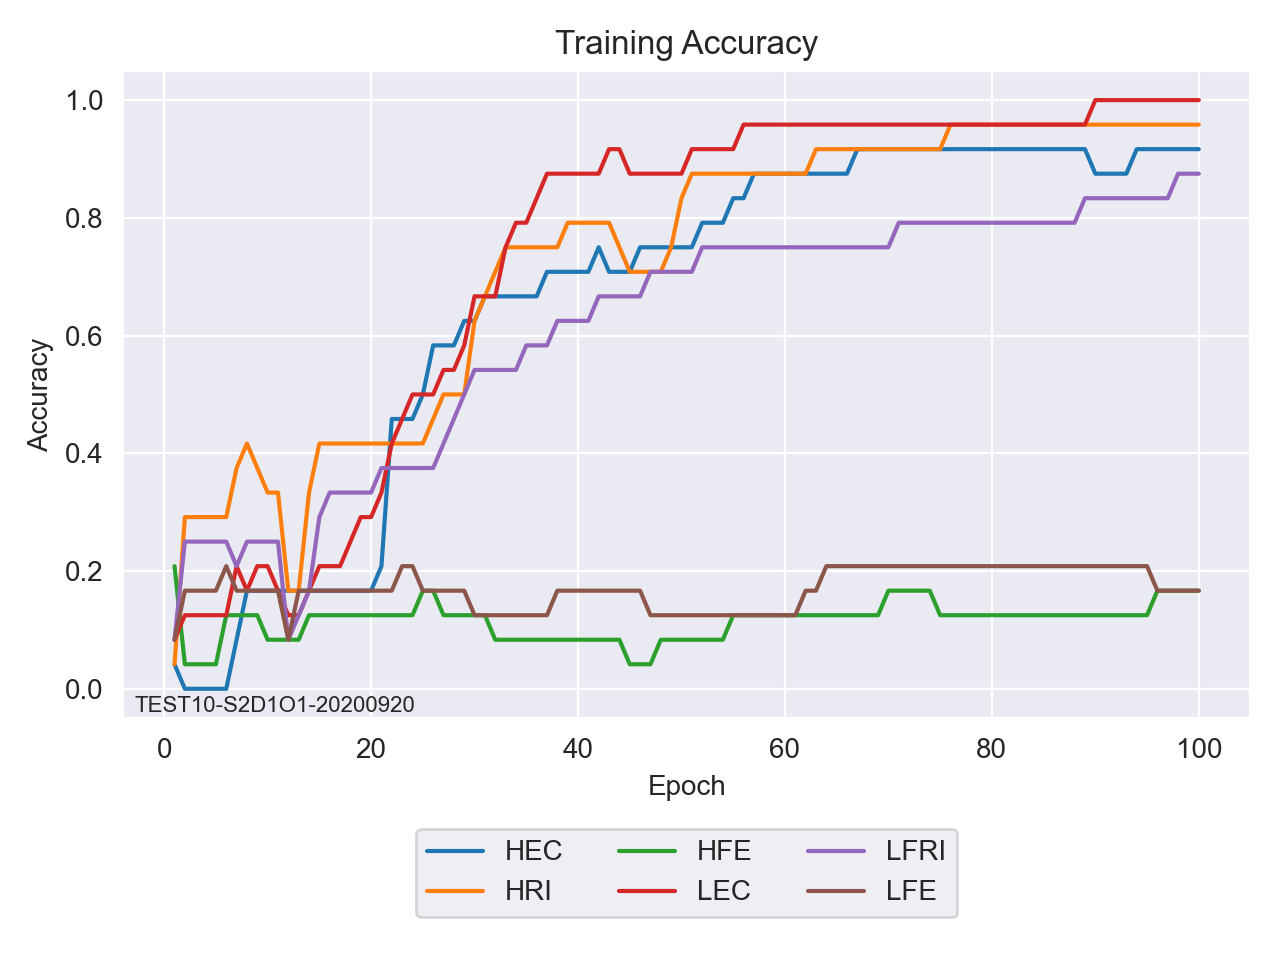 Training Accuracy
Accuracy
1.0
0.8
0.6
0.4
0.2
0.0
TEST10-S2D1O1-20200920
0 20 40 60 80 100
Epoch
HEC HFE LFRI
HRI LEC LFE